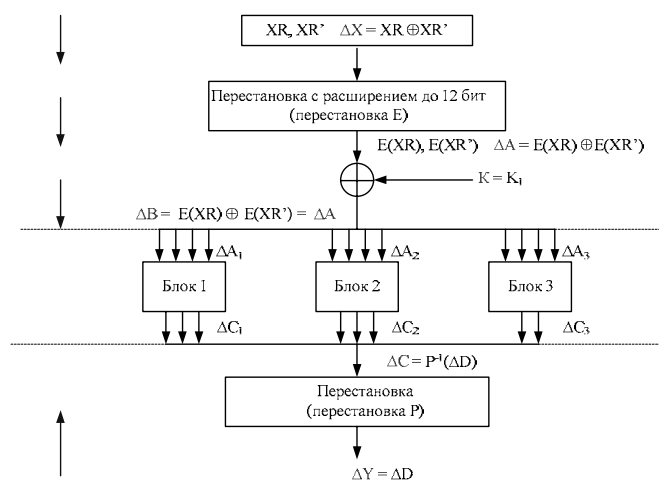 XR, XR’ ΔX = XR ⊕ XR’
Перестановка с расширением до 12 бит
(перестановка E)
E(XR), E(XR’) ΔA = E(XR) ⊕ E(XR’)
K = K₁
ΔB = E(XR) ⊕ E(XR’) = ΔA
ΔA₁ ΔA₂ ΔA₃
Блок 1 Блок 2 Блок 3
ΔC₁ ΔC₂ ΔC₃
ΔC = P⁻¹(ΔD)
Перестановка
(перестановка P)
ΔY = ΔD